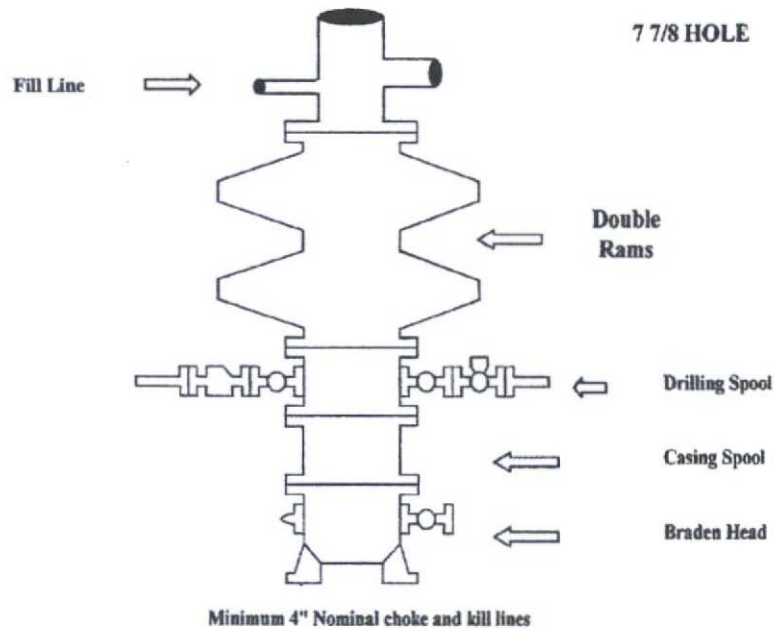 7 7/8 HOLE
Fill Line
Double
Rams
Drilling Spool
Casing Spool
Braden Head
Minimum 4" Nominal choke and kill lines